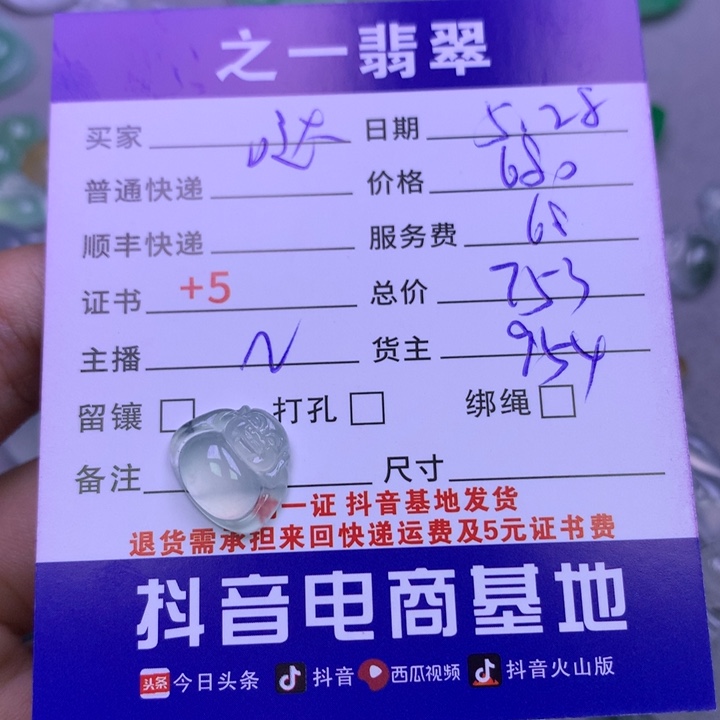 之一翡翠
买家 哒 日期 5.28
普通快递 价格 680
顺丰快递 服务费 68
证书 +5 总价 753
主播 N 货主 954
留镶 打孔 绑绳
备注 尺寸
一证 抖音基地发货
退货需承担来回快递运费及5元证书费
抖音电商基地
头条 今日头条 抖音 西瓜视频 抖音火山版